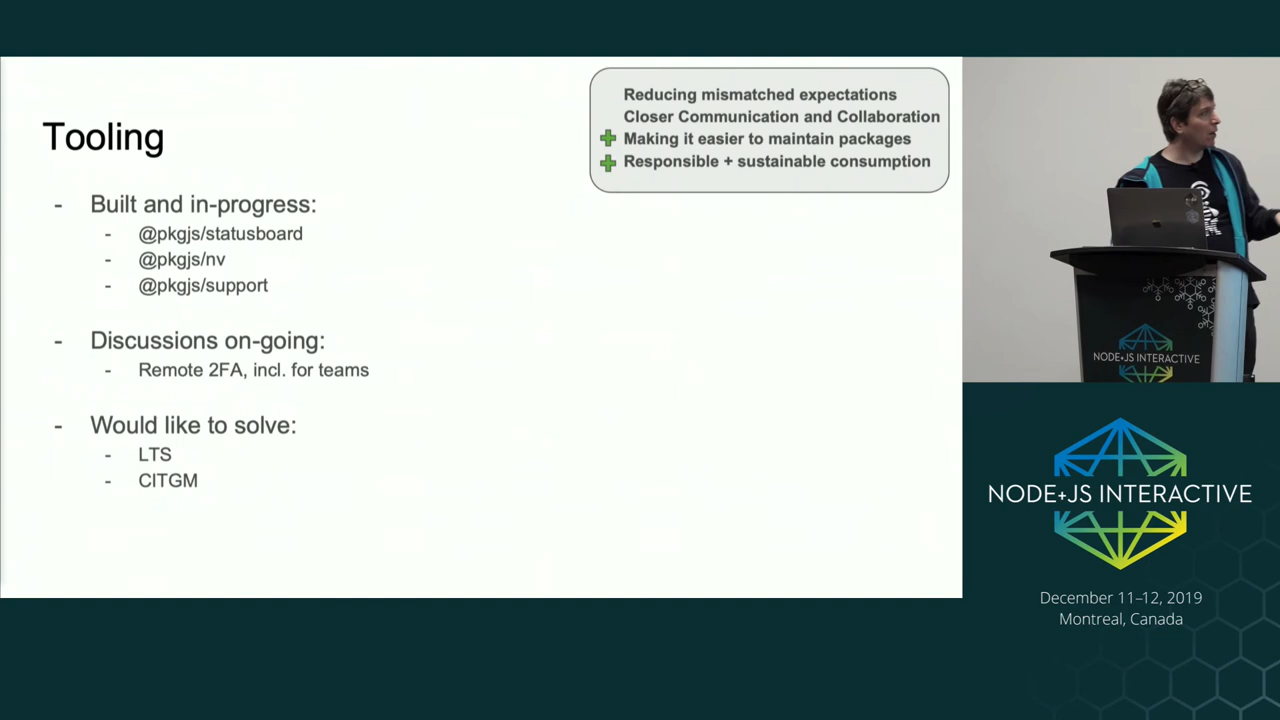 Tooling
- Built and in-progress:
- @pkgjs/statusboard
- @pkgjs/nv
- @pkgjs/support
- Discussions on-going:
- Remote 2FA, incl. for teams
- Would like to solve:
- LTS
- CITGM
Reducing mismatched expectations
Closer Communication and Collaboration
Making it easier to maintain packages
Responsible + sustainable consumption
NODE+JS INTERACTIVE
NODE+JS INTERACTIVE
December 11–12, 2019
Montreal, Canada